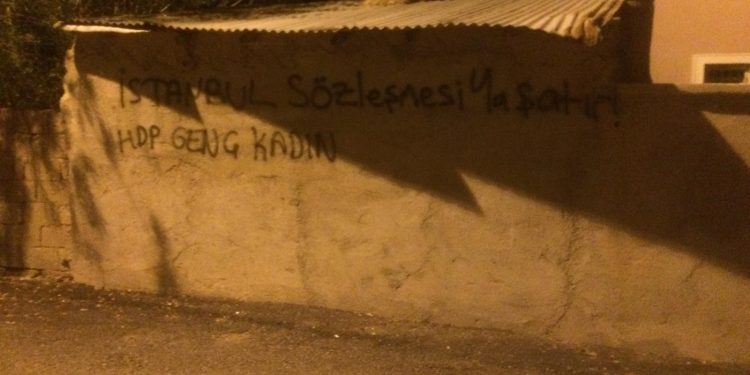 İSTANBUL Sözleşmesi Yaşatır!
HDP GENÇ KADIN